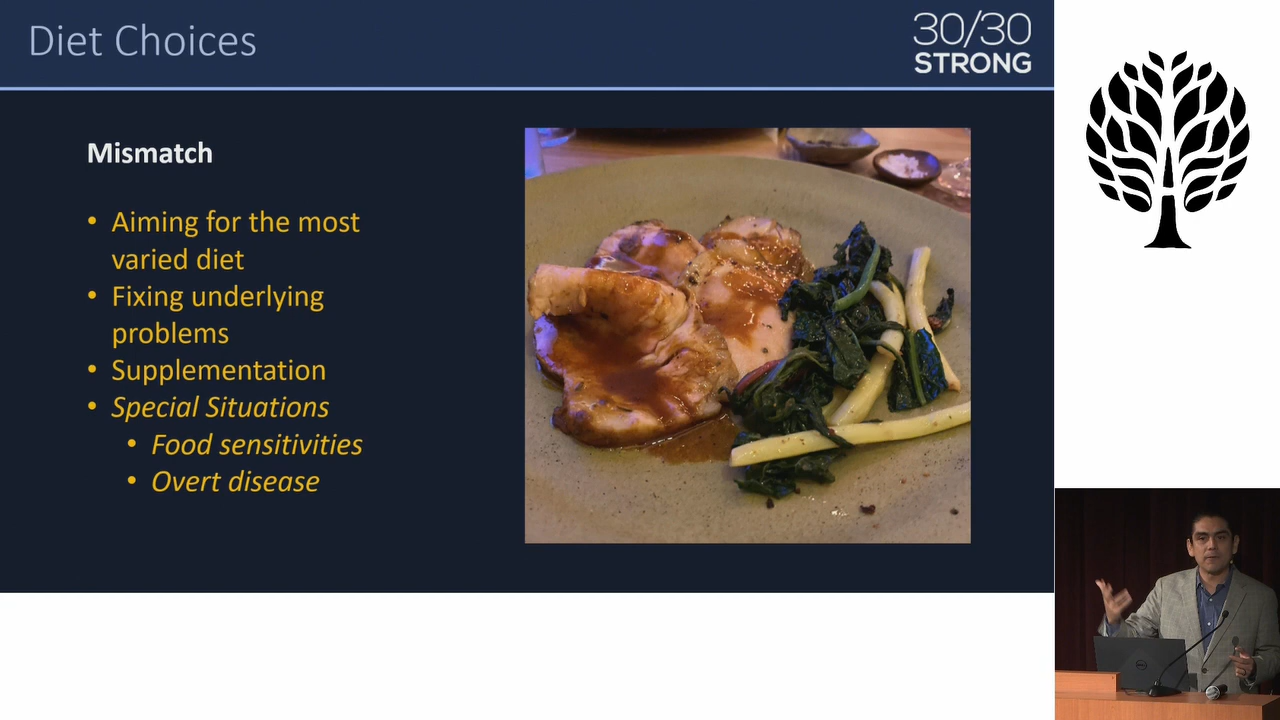 Diet Choices
30/30
STRONG
Mismatch
• Aiming for the most
varied diet
• Fixing underlying
problems
• Supplementation
• Special Situations
• Food sensitivities
• Overt disease
DELL